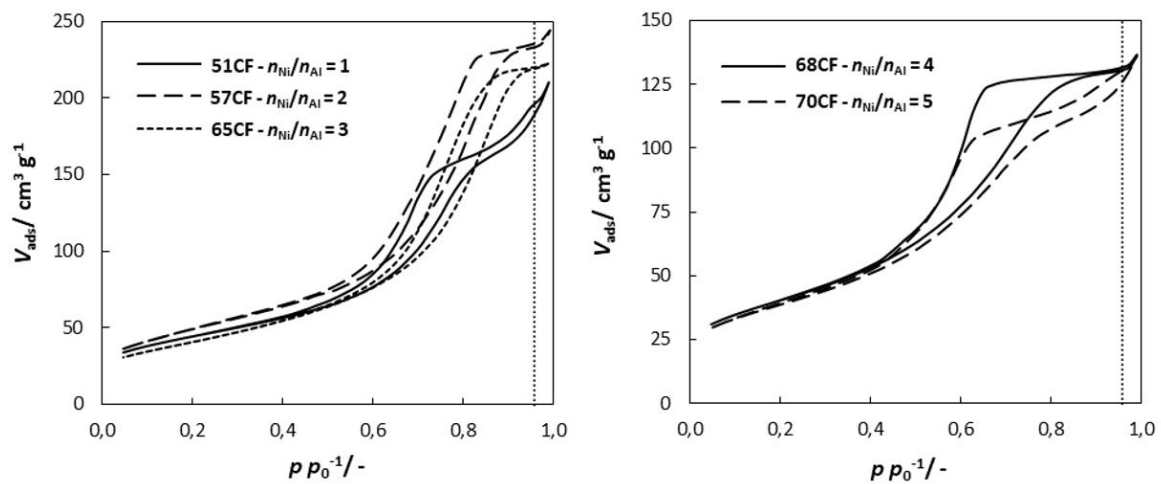 250
200
150
100
50
0
V_ads/ cm³ g⁻¹
51CF - n_Ni/n_Al = 1
57CF - n_Ni/n_Al = 2
65CF - n_Ni/n_Al = 3
0,0 0,2 0,4 0,6 0,8 1,0
p p₀⁻¹/ -
150
125
100
75
50
25
0
V_ads/ cm³ g⁻¹
68CF - n_Ni/n_Al = 4
70CF - n_Ni/n_Al = 5
0,0 0,2 0,4 0,6 0,8 1,0
p p₀⁻¹/ -